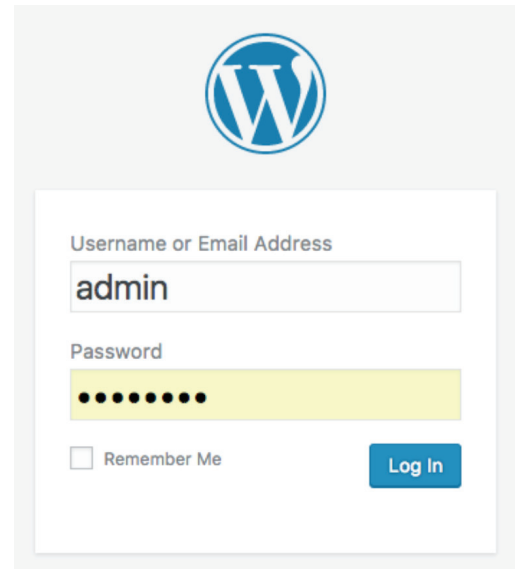 Username or Email Address
admin
Password
••••••••
Remember Me
Log In